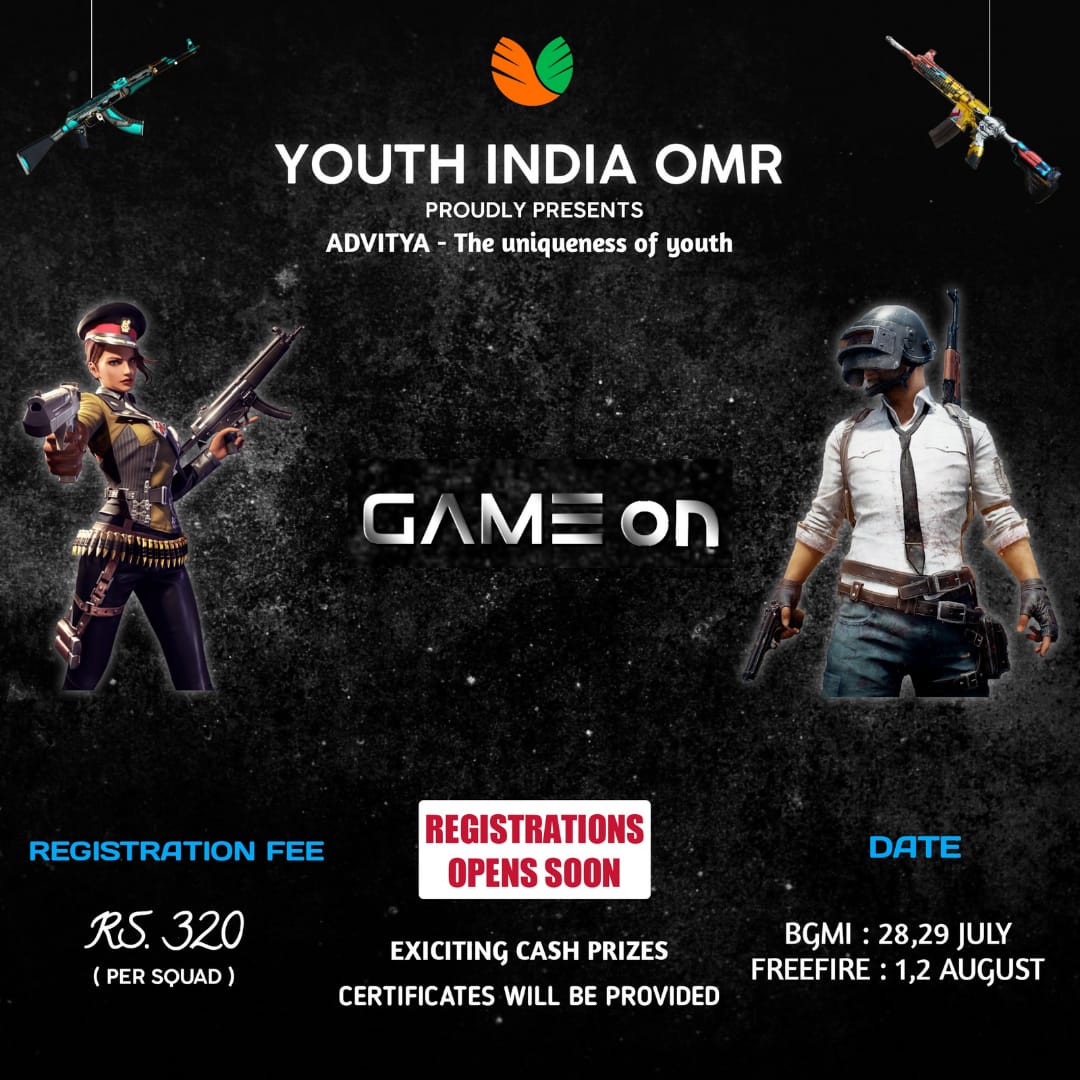 YOUTH INDIA OMR
PROUDLY PRESENTS
ADVITYA - The uniqueness of youth
GAME on
REGISTRATION FEE
RS. 320
( PER SQUAD )
REGISTRATIONS
OPENS SOON
EXICITING CASH PRIZES
CERTIFICATES WILL BE PROVIDED
DATE
BGMI : 28,29 JULY
FREEFIRE : 1,2 AUGUST